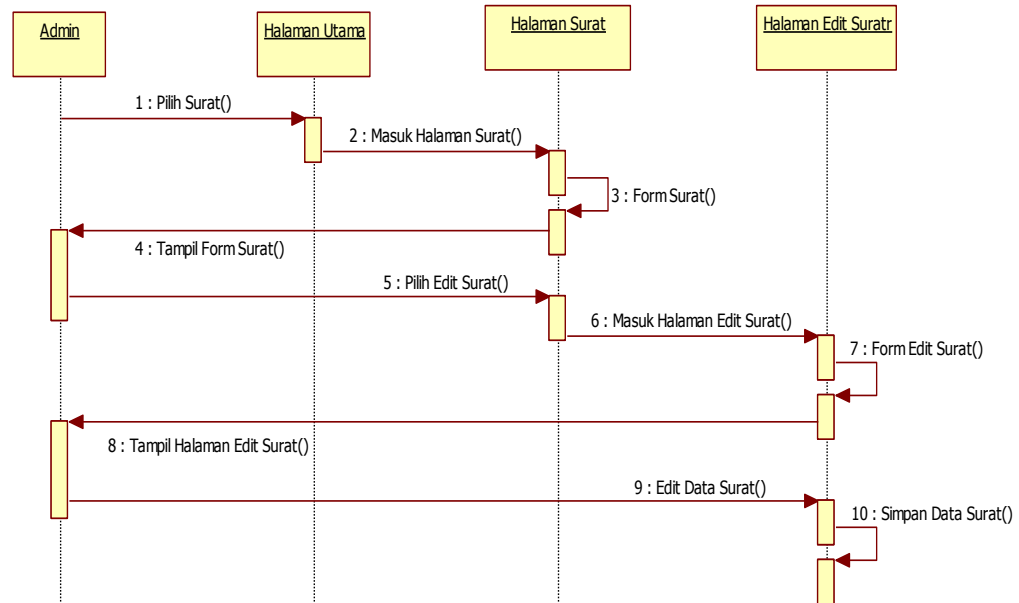 Admin
Halaman Utama
Halaman Surat
Halaman Edit Suratr
1 : Pilih Surat()
2 : Masuk Halaman Surat()
3 : Form Surat()
4 : Tampil Form Surat()
5 : Pilih Edit Surat()
6 : Masuk Halaman Edit Surat()
7 : Form Edit Surat()
8 : Tampil Halaman Edit Surat()
9 : Edit Data Surat()
10 : Simpan Data Surat()